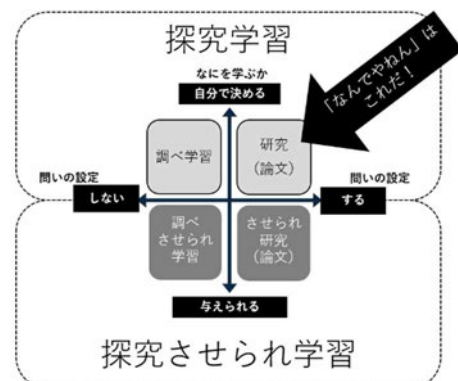 探究学習
「なんでやねん」は
これだ！
なにを学ぶか
自分で決める
調べ学習
研究
（論文）
問いの設定
しない
問いの設定
する
調べ
させられ
学習
させられ
研究
（論文）
与えられる
探究させられ学習